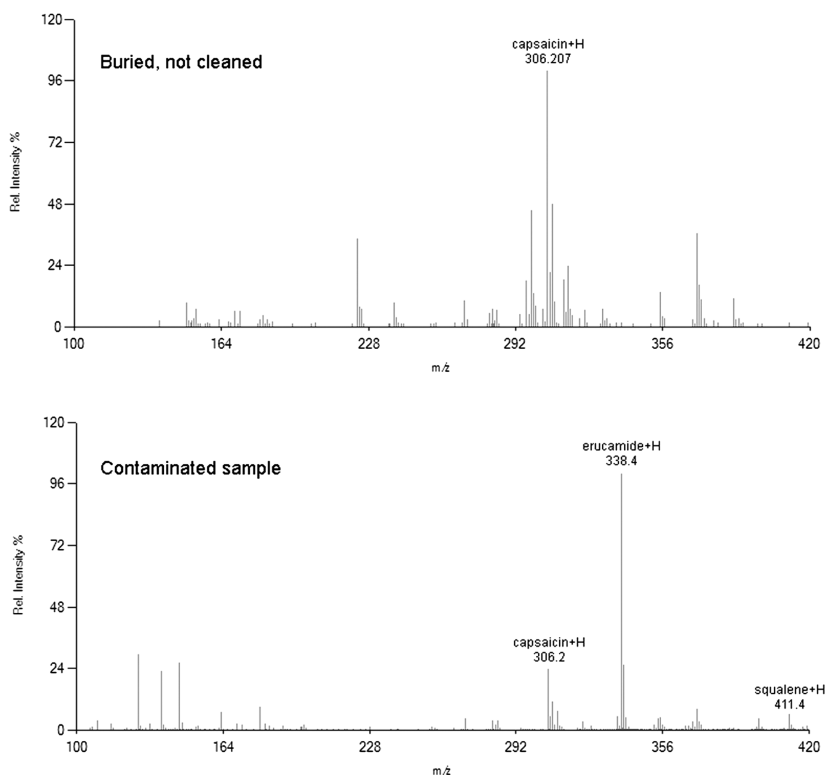 120
Buried, not cleaned
capsaicin+H
306.207
96
72
48
24
0
Rel. Intensity %
100 164 228 292 356 420
m/z
120
Contaminated sample
erucamide+H
338.4
96
72
48
capsaicin+H
306.2
24
squalene+H
411.4
0
Rel. Intensity %
100 164 228 292 356 420
m/z